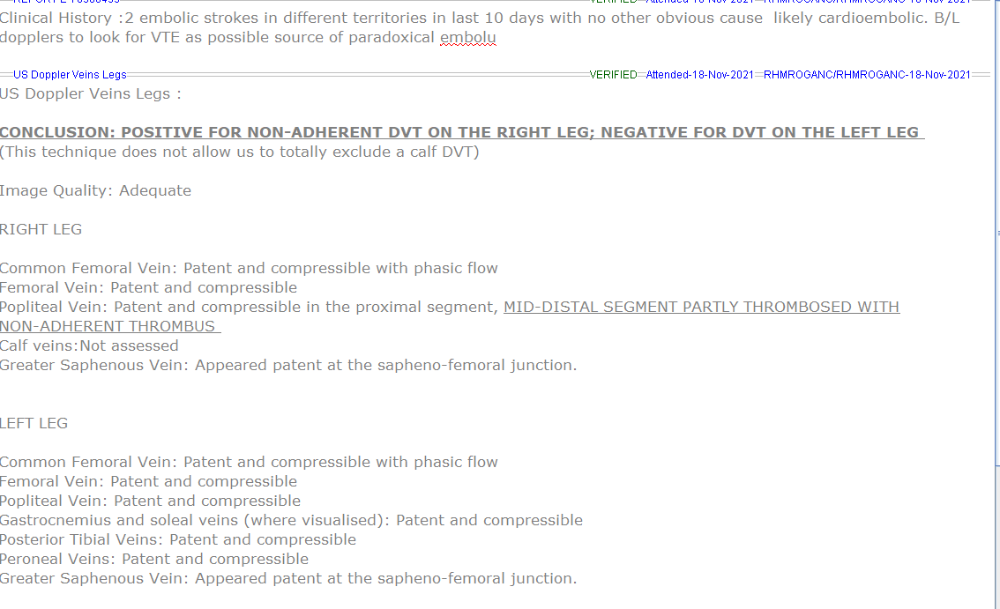 Clinical History :2 embolic strokes in different territories in last 10 days with no other obvious cause likely cardioembolic. B/L
dopplers to look for VTE as possible source of paradoxical embolu
US Doppler Veins Legs VERIFIED Attended-18-Nov-2021 RHMROGANC/RHMROGANC-18-Nov-2021
US Doppler Veins Legs :
CONCLUSION: POSITIVE FOR NON-ADHERENT DVT ON THE RIGHT LEG; NEGATIVE FOR DVT ON THE LEFT LEG
(This technique does not allow us to totally exclude a calf DVT)
Image Quality: Adequate
RIGHT LEG
Common Femoral Vein: Patent and compressible with phasic flow
Femoral Vein: Patent and compressible
Popliteal Vein: Patent and compressible in the proximal segment, MID-DISTAL SEGMENT PARTLY THROMBOSED WITH
NON-ADHERENT THROMBUS
Calf veins:Not assessed
Greater Saphenous Vein: Appeared patent at the sapheno-femoral junction.
LEFT LEG
Common Femoral Vein: Patent and compressible with phasic flow
Femoral Vein: Patent and compressible
Popliteal Vein: Patent and compressible
Gastrocnemius and soleal veins (where visualised): Patent and compressible
Posterior Tibial Veins: Patent and compressible
Peroneal Veins: Patent and compressible
Greater Saphenous Vein: Appeared patent at the sapheno-femoral junction.